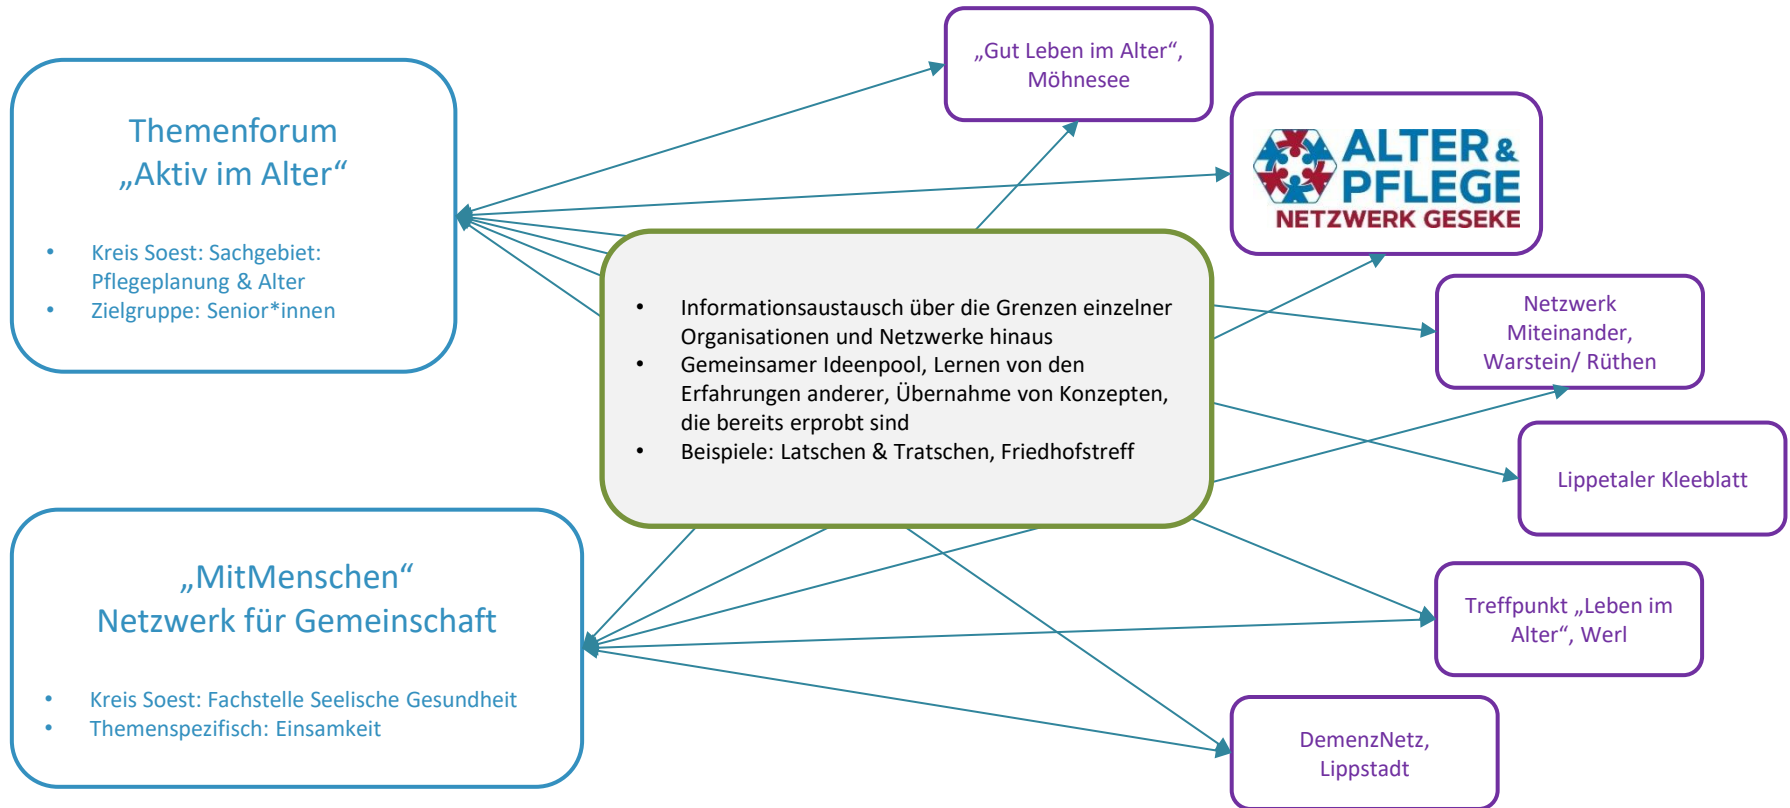 Themenforum
„Aktiv im Alter“
• Kreis Soest: Sachgebiet:
Pflegeplanung & Alter
• Zielgruppe: Senior*innen
„MitMenschen“
Netzwerk für Gemeinschaft
• Kreis Soest: Fachstelle Seelische Gesundheit
• Themenspezifisch: Einsamkeit
• Informationsaustausch über die Grenzen einzelner
Organisationen und Netzwerke hinaus
• Gemeinsamer Ideenpool, Lernen von den
Erfahrungen anderer, Übernahme von Konzepten,
die bereits erprobt sind
• Beispiele: Latschen & Tratschen, Friedhofstreff
„Gut Leben im Alter“,
Möhnesee
ALTER &
PFLEGE
NETZWERK GESEKE
Netzwerk
Miteinander,
Warstein/ Rüthen
Lippetaler Kleeblatt
Treffpunkt „Leben im
Alter“, Werl
DemenzNetz,
Lippstadt